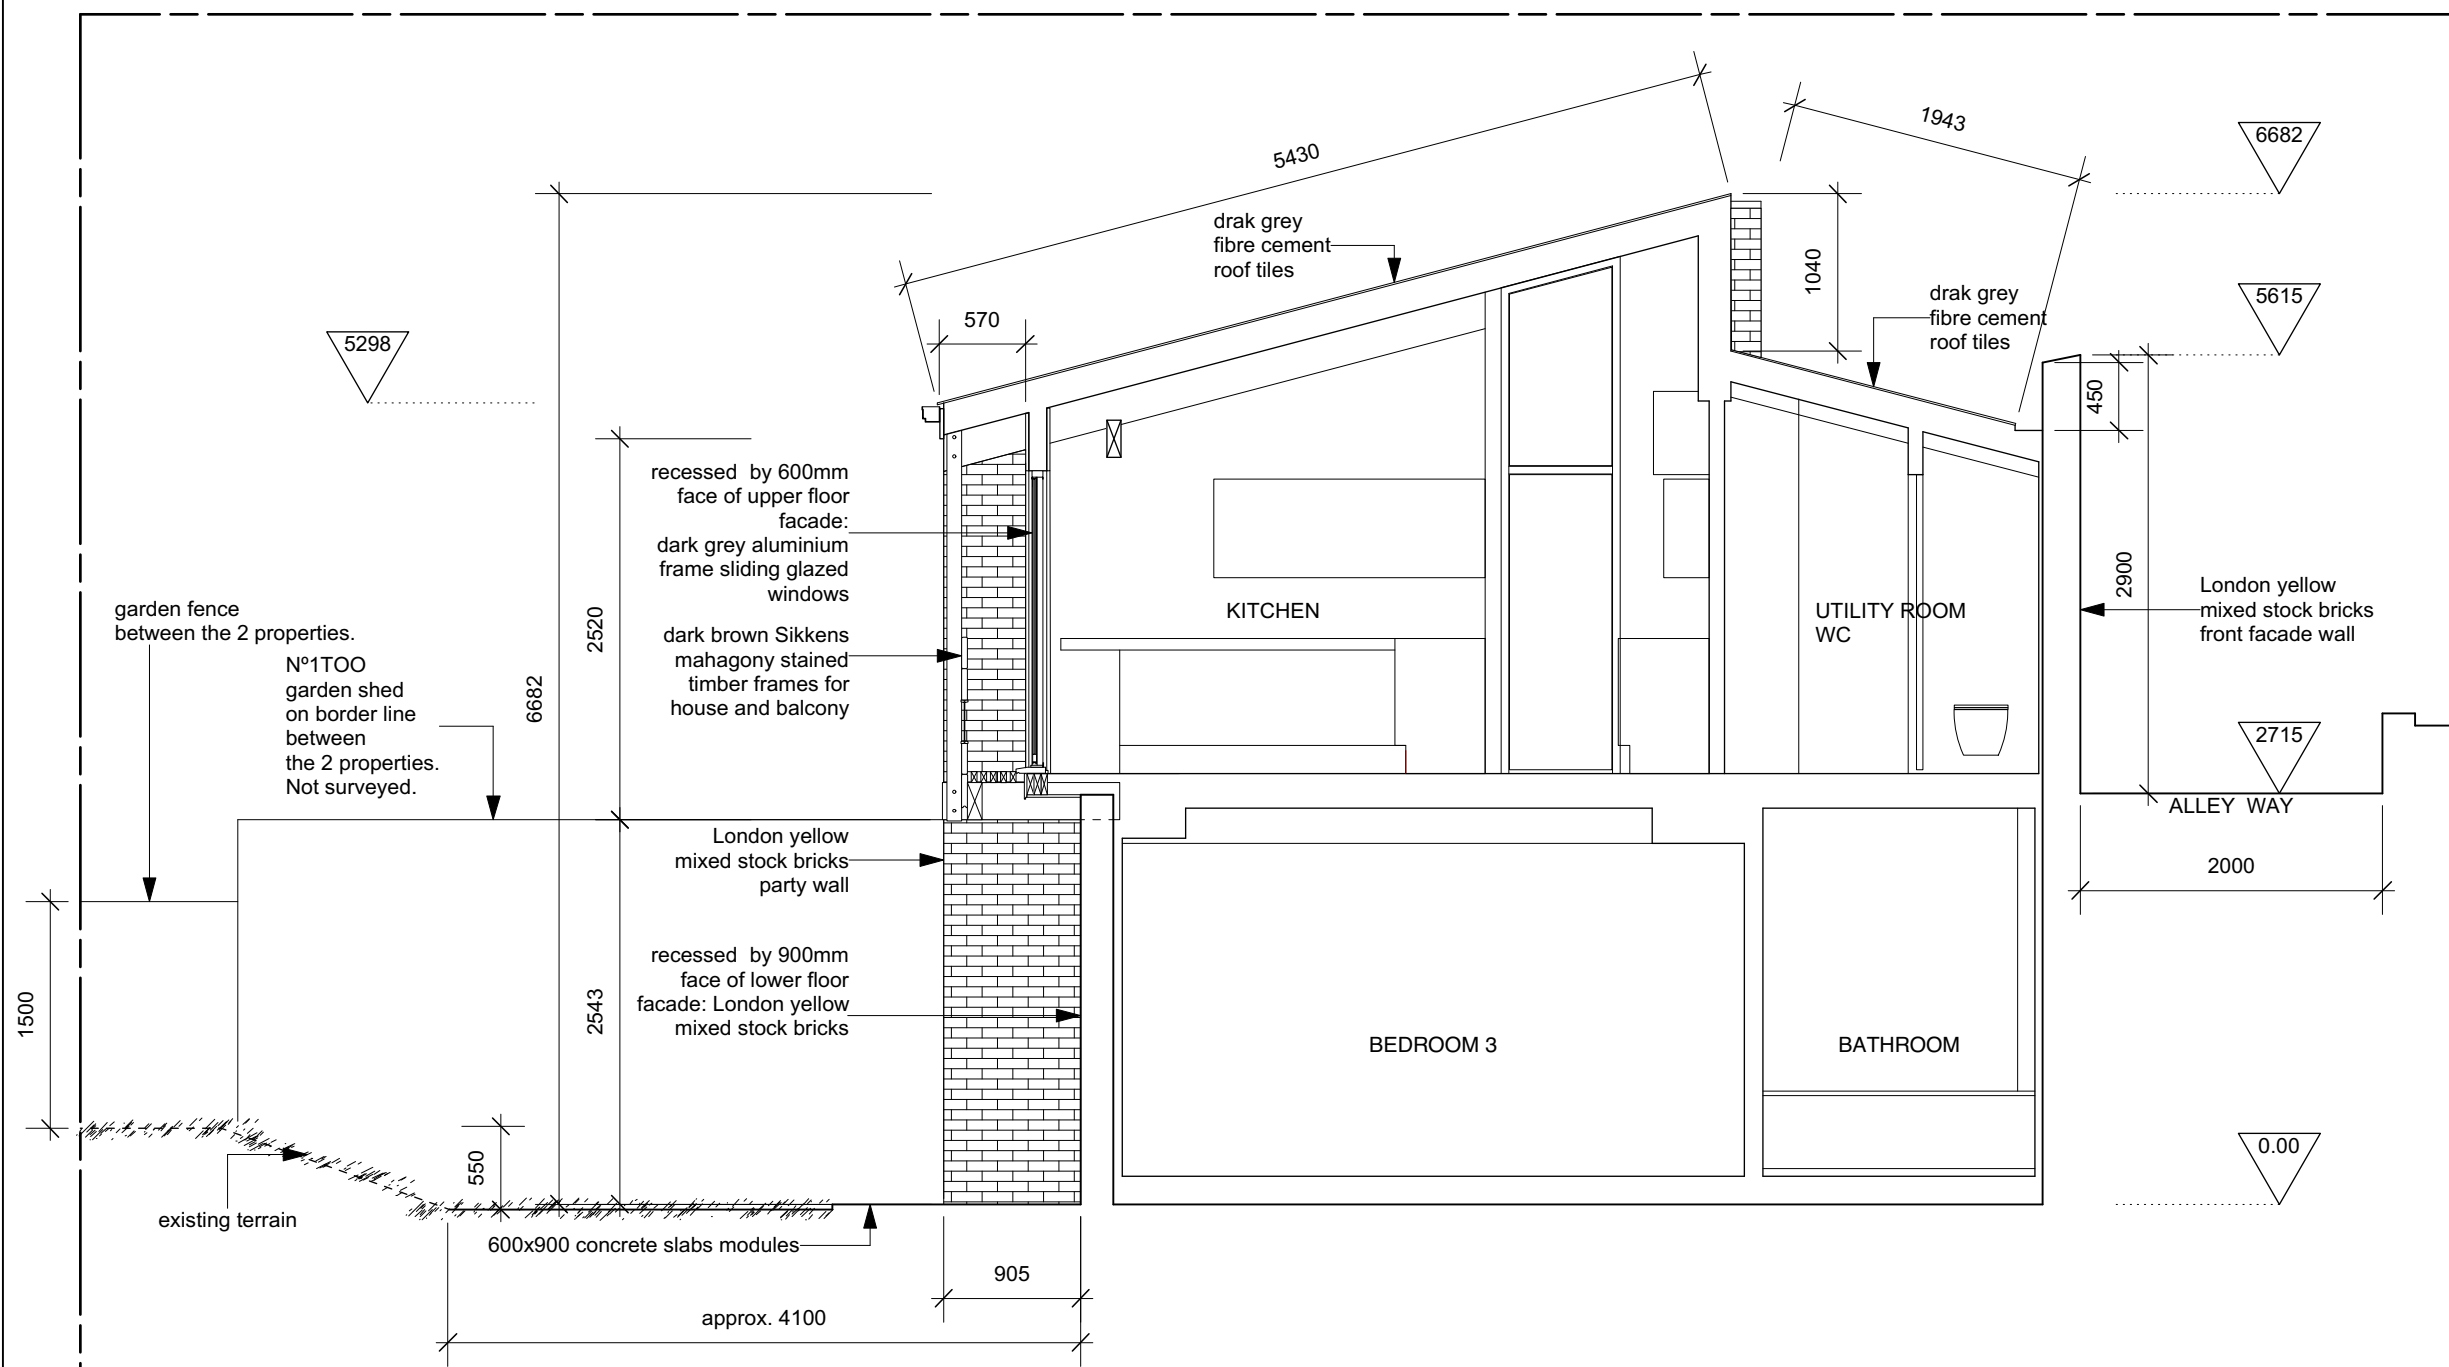 5430
1943
6682
drak grey
fibre cement
roof tiles
1040
drak grey
fibre cement
roof tiles
5615
570
5298
450
recessed  by 600mm
face of upper floor
facade:
dark grey aluminium
frame sliding glazed
windows
2900
London yellow
mixed stock bricks
front facade wall
garden fence
between the 2 properties.
2520
KITCHEN
UTILITY ROOM
WC
dark brown Sikkens
mahagony stained
timber frames for
house and balcony
Nº1TOO
garden shed
on border line
between
the 2 properties.
Not surveyed.
6682
2715
ALLEY  WAY
London yellow
mixed stock bricks
party wall
2000
recessed  by 900mm
face of lower floor
facade: London yellow
mixed stock bricks
1500
2543
BEDROOM 3
BATHROOM
0.00
550
existing terrain
600x900 concrete slabs modules
905
approx. 4100